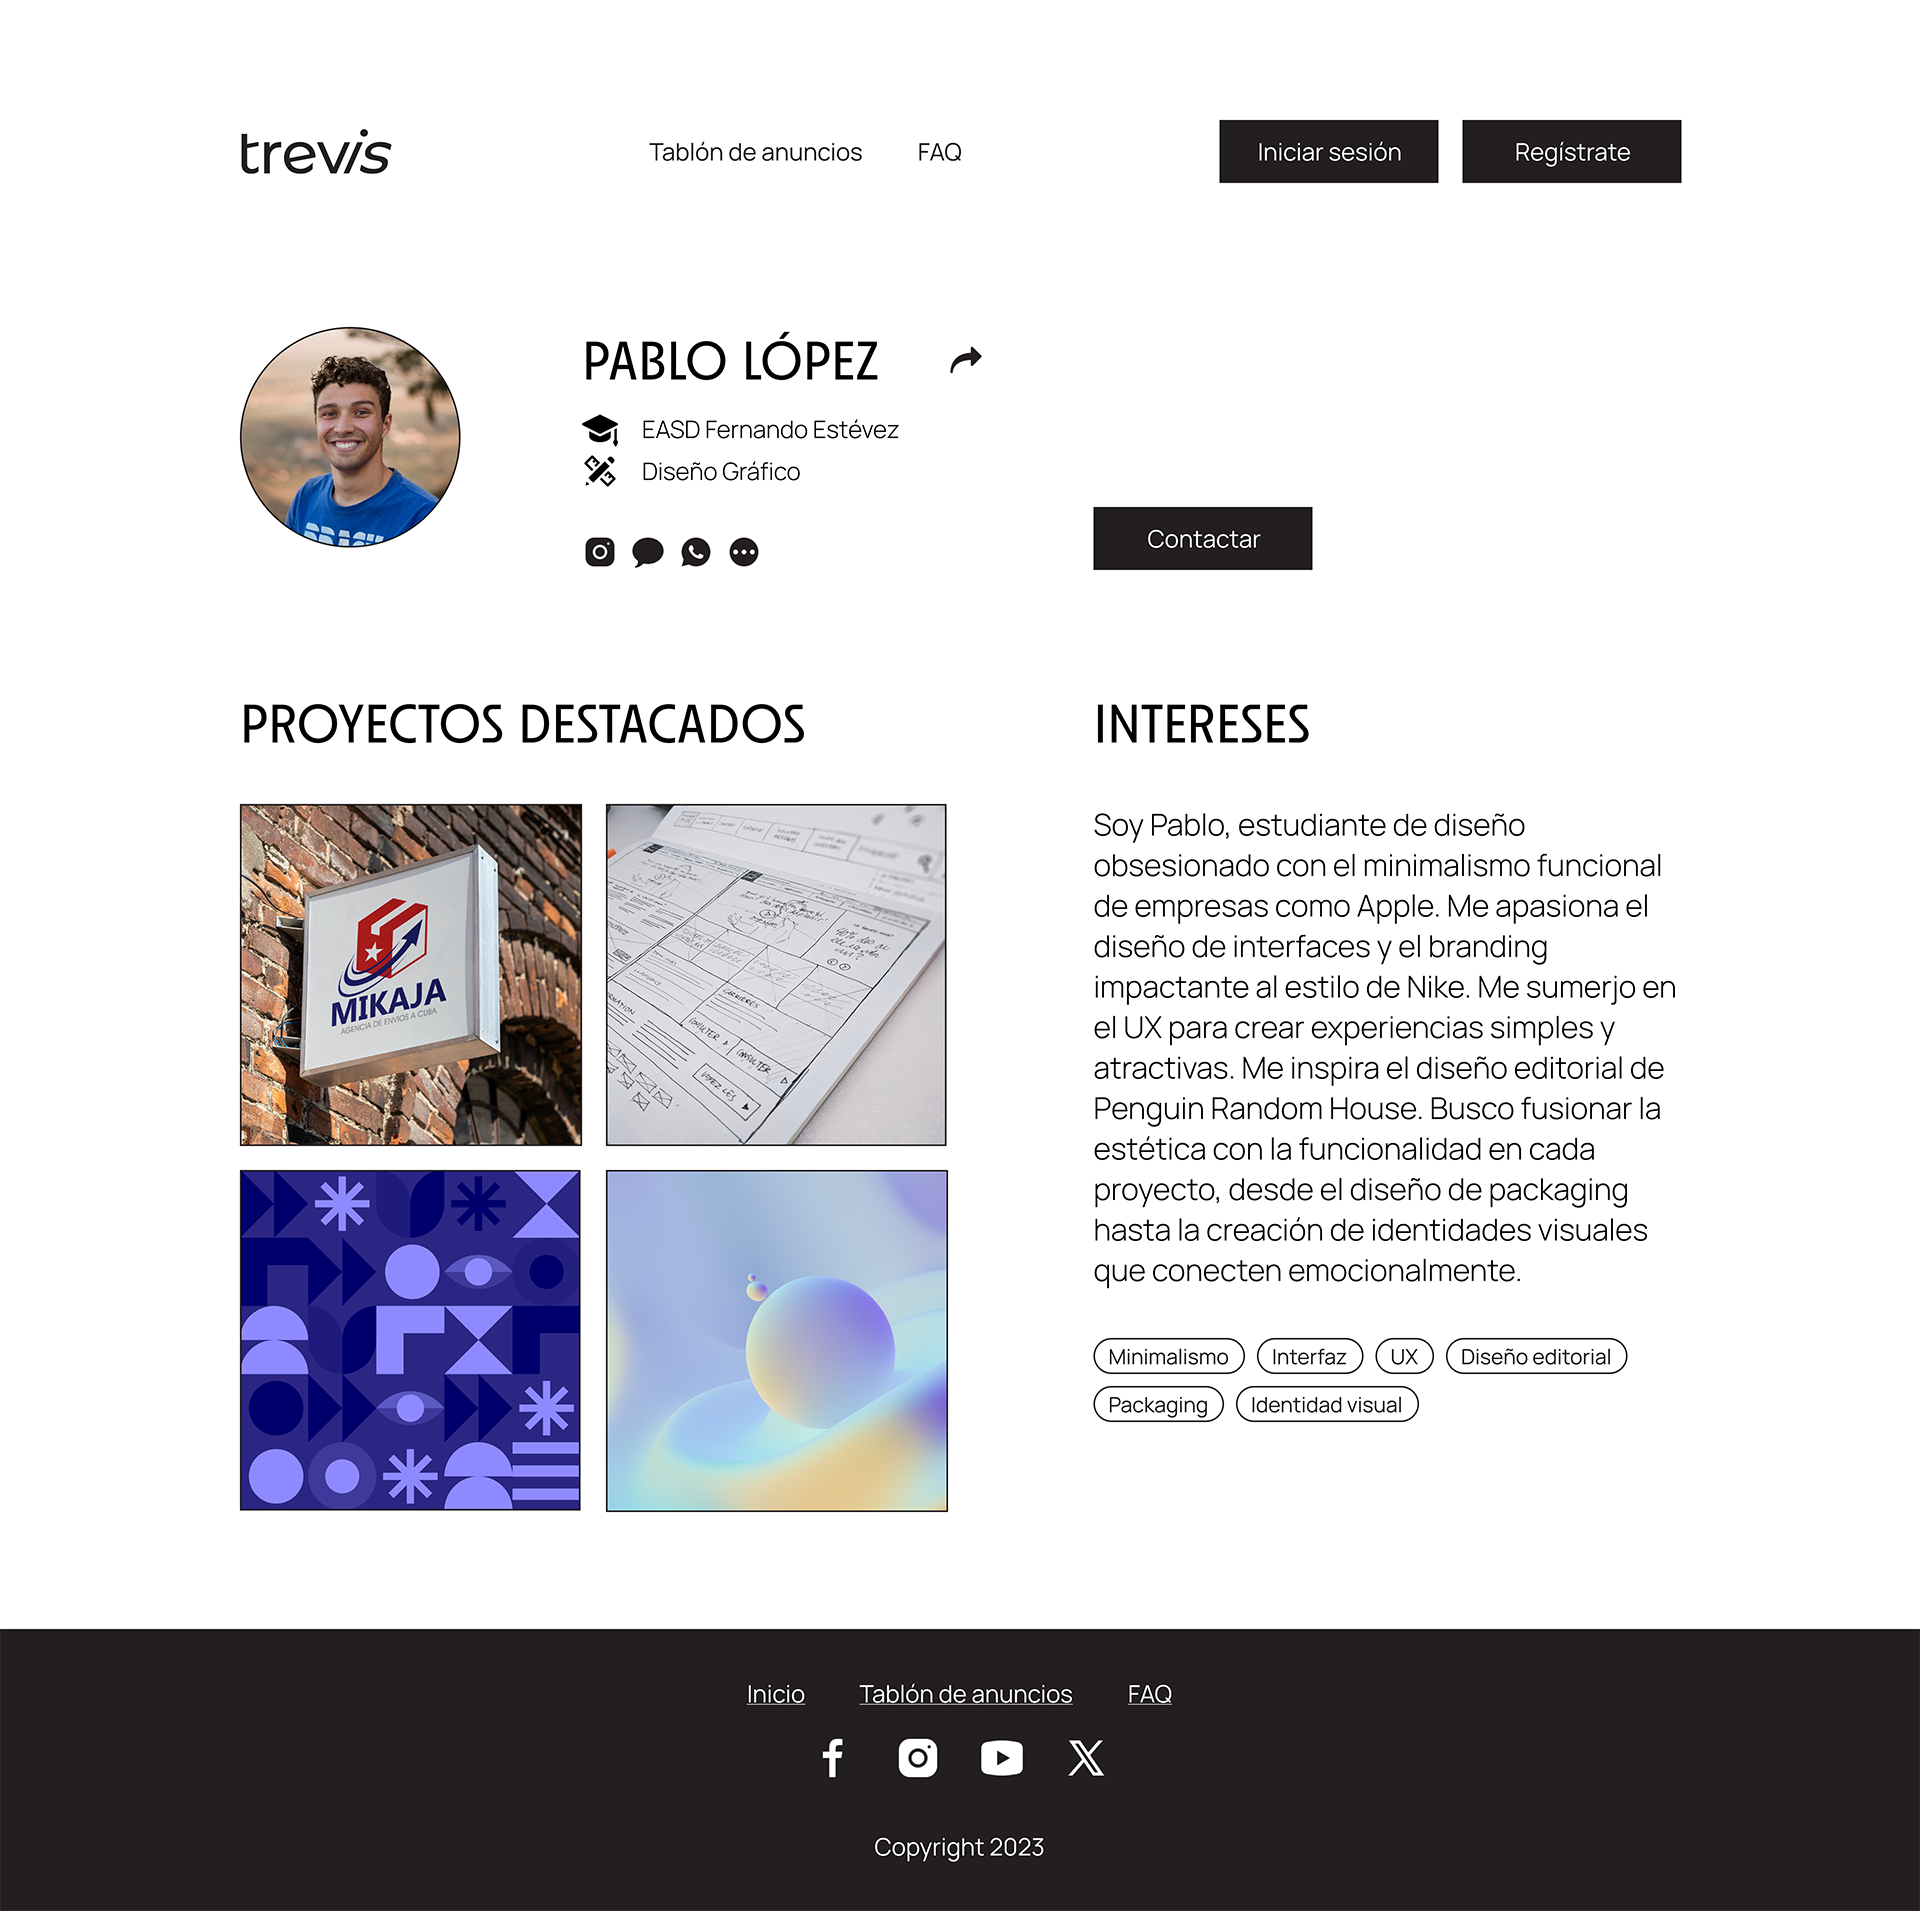 trevis
Tablón de anuncios
FAQ
Iniciar sesión
Regístrate
PABLO LÓPEZ
EASD Fernando Estévez
Diseño Gráfico
Contactar
PROYECTOS DESTACADOS
MIKAJA
AGENCIA DE ENVIOS A CUBA
CARRIERES
CONSULTER
CONSULTER
VOYEZ LES
INTERESES
Soy Pablo, estudiante de diseño
obsesionado con el minimalismo funcional
de empresas como Apple. Me apasiona el
diseño de interfaces y el branding
impactante al estilo de Nike. Me sumerjo en
el UX para crear experiencias simples y
atractivas. Me inspira el diseño editorial de
Penguin Random House. Busco fusionar la
estética con la funcionalidad en cada
proyecto, desde el diseño de packaging
hasta la creación de identidades visuales
que conecten emocionalmente.
Minimalismo
Interfaz
UX
Diseño editorial
Packaging
Identidad visual
Inicio
Tablón de anuncios
FAQ
Copyright 2023